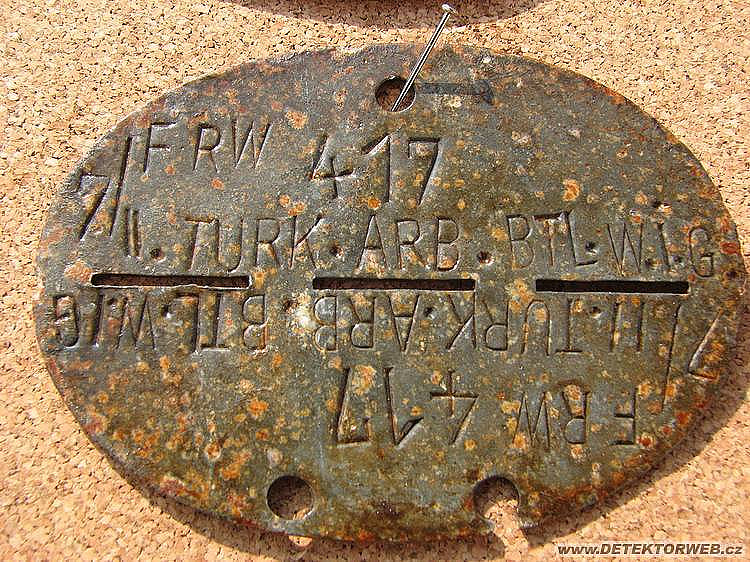 FRW 417
7/II. TURK. ARB. BTL. W.I.G
7/II. TURK. ARB. BTL. W.I.G
FRW 417
www.DETEKTORWEB.cz